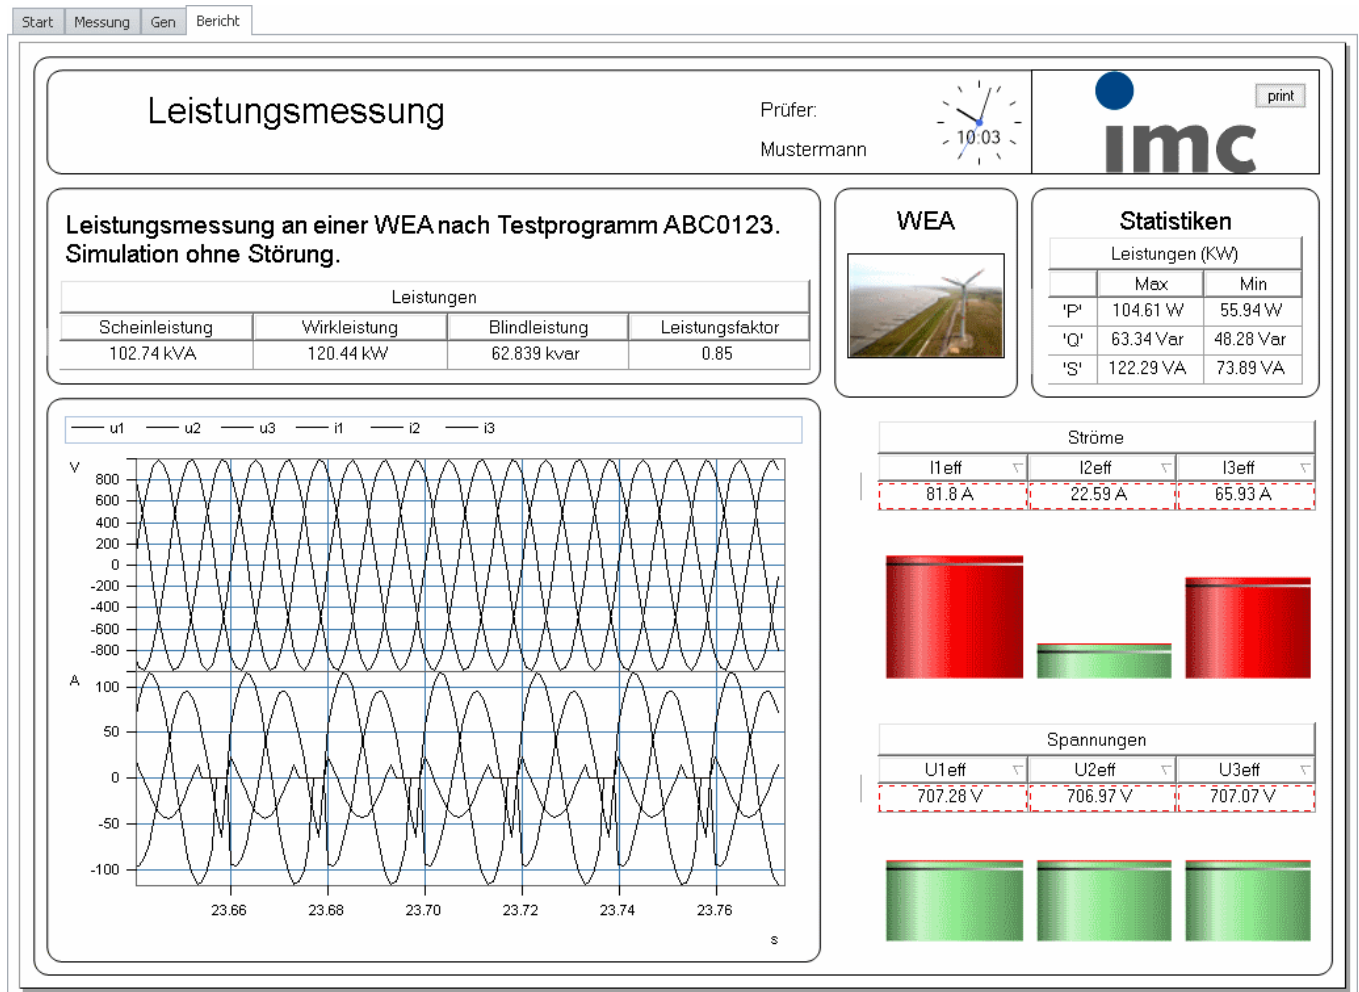 Start Messung Gen Bericht
Leistungsmessung
Prüfer:
Mustermann
10:03
imc
print
Leistungsmessung an einer WEA nach Testprogramm ABC0123.
Simulation ohne Störung.
Leistungen
Scheinleistung Wirkleistung Blindleistung Leistungsfaktor
102.74 kVA 120.44 kW 62.839 kvar 0.85
WEA
Statistiken
Leistungen (KW)
Max Min
'P' 104.61 W 55.94 W
'Q' 63.34 Var 48.28 Var
'S' 122.29 VA 73.89 VA
u1 u2 u3 i1 i2 i3
V
800
600
400
200
0
-200
-400
-600
-800
A
100
50
0
-50
-100
23.66 23.68 23.70 23.72 23.74 23.76
s
Ströme
I1eff I2eff I3eff
81.8 A 22.59 A 65.93 A
Spannungen
U1eff U2eff U3eff
707.28 V 706.97 V 707.07 V